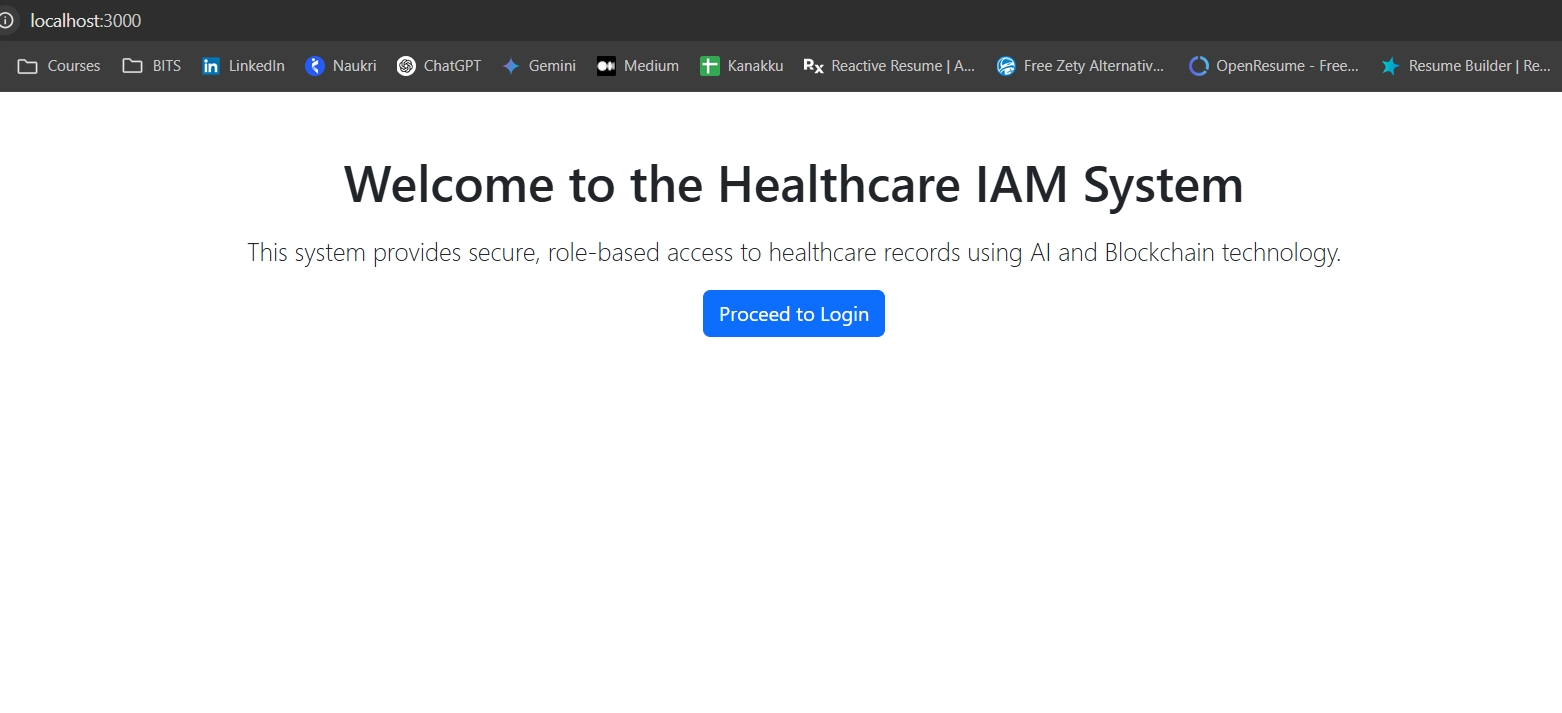 localhost:3000
Courses BITS LinkedIn Naukri ChatGPT Gemini Medium Kanakku Reactive Resume | A... Free Zety Alternativ... OpenResume - Free... Resume Builder | Re...
Welcome to the Healthcare IAM System
This system provides secure, role-based access to healthcare records using AI and Blockchain technology.
Proceed to Login